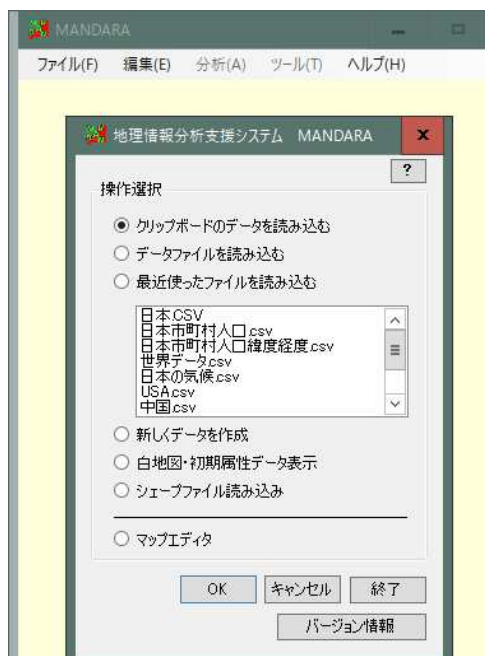 MANDARA
ファイル(F) 編集(E) 分析(A) ツール(T) ヘルプ(H)
地理情報分析支援システム MANDARA x
?
操作選択
クリップボードのデータを読み込む
データファイルを読み込む
最近使ったファイルを読み込む
日本.CSV
日本市町村人口.csv
日本市町村人口緯度経度.csv
世界データ.csv
日本の気候.csv
USA.csv
中国.csv
新しくデータを作成
白地図・初期属性データ表示
シェープファイル読み込み
マップエディタ
OK キャンセル 終了
バージョン情報